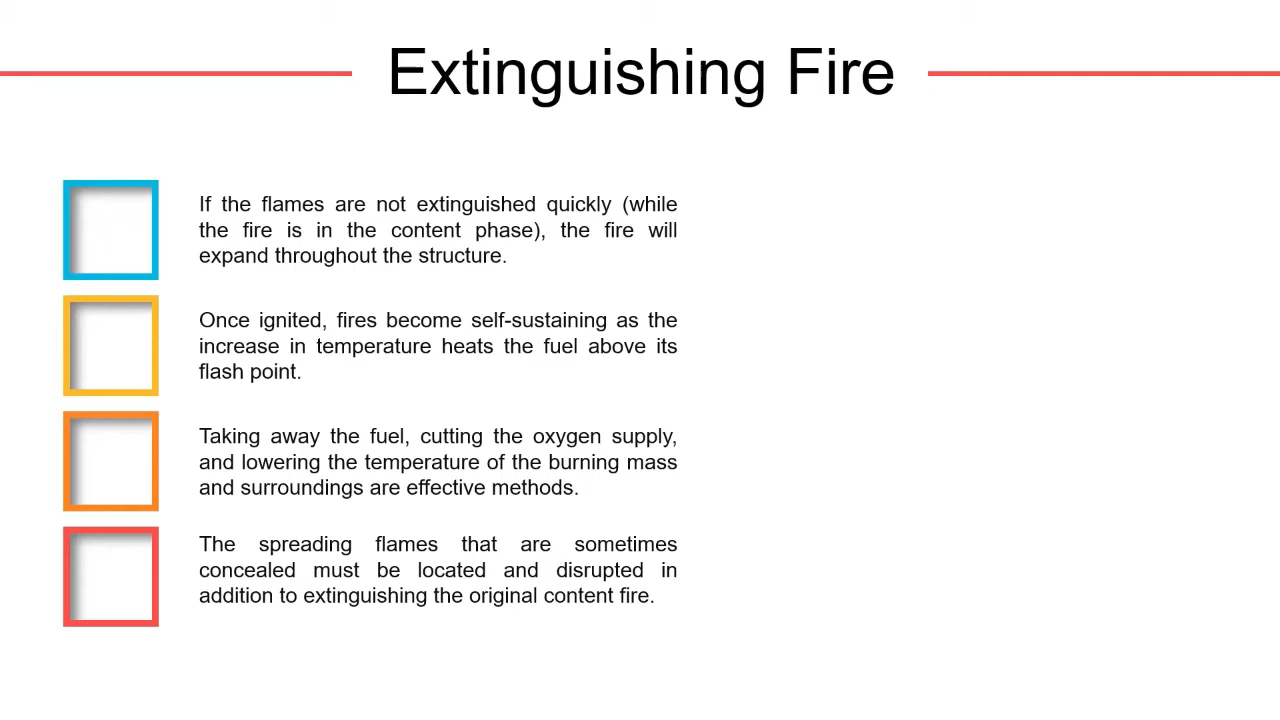 Extinguishing Fire
If the flames are not extinguished quickly (while
the fire is in the content phase), the fire will
expand throughout the structure.
Once ignited, fires become self-sustaining as the
increase in temperature heats the fuel above its
flash point.
Taking away the fuel, cutting the oxygen supply,
and lowering the temperature of the burning mass
and surroundings are effective methods.
The spreading flames that are sometimes
concealed must be located and disrupted in
addition to extinguishing the original content fire.